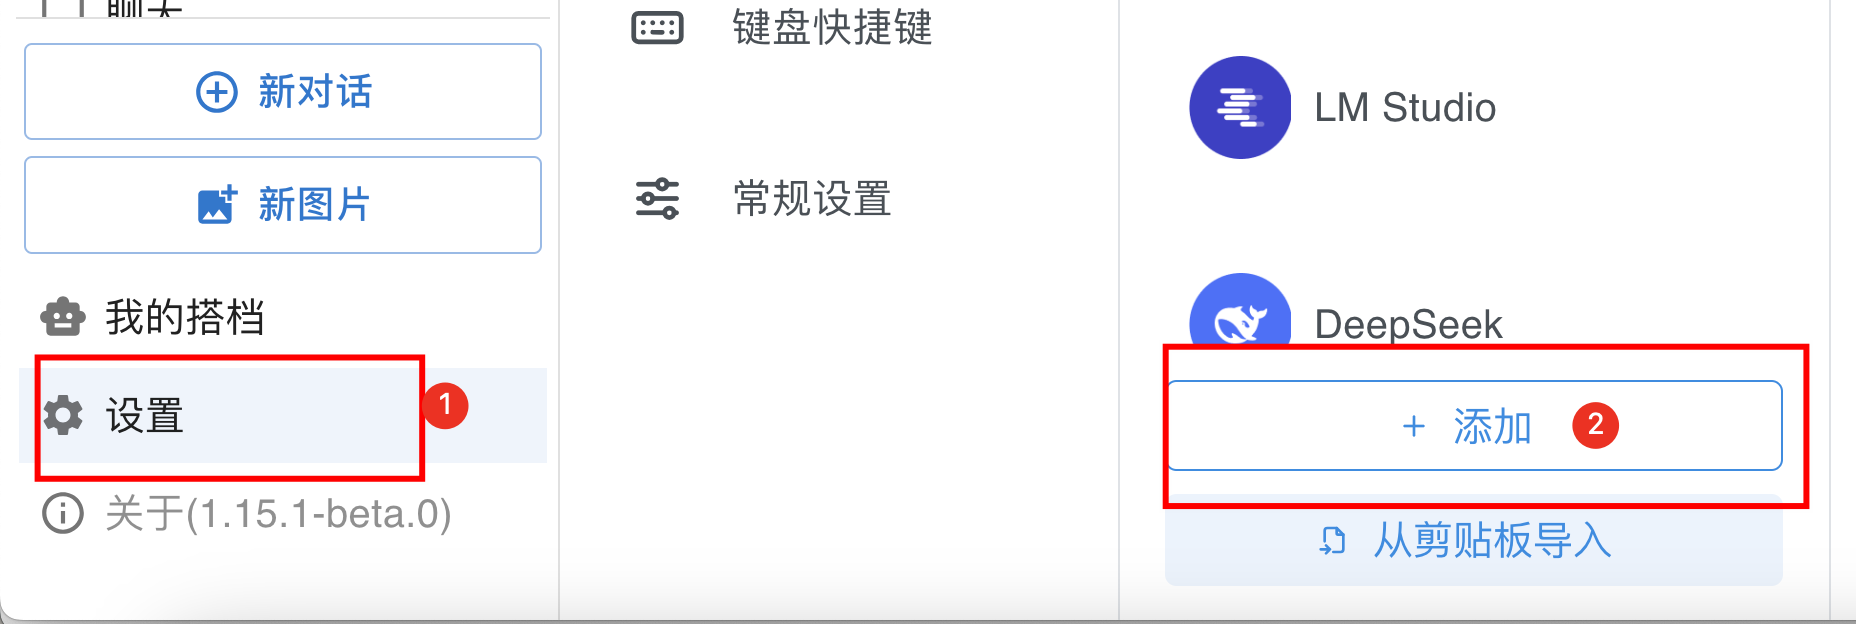 聊天
新对话
新图片
我的搭档
设置
1
关于(1.15.1-beta.0)
键盘快捷键
常规设置
LM Studio
DeepSeek
+ 添加
2
从剪贴板导入